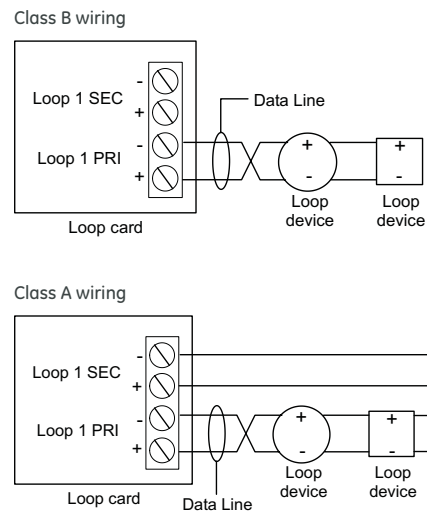 Class B wiring
-
Loop 1 SEC
+
Data Line
-
Loop 1 PRI
+
+ +
- -
Loop device
Loop device
Loop card
Class A wiring
-
Loop 1 SEC
+
-
Loop 1 PRI
+
+ +
- -
Loop device
Loop device
Loop card
Data Line